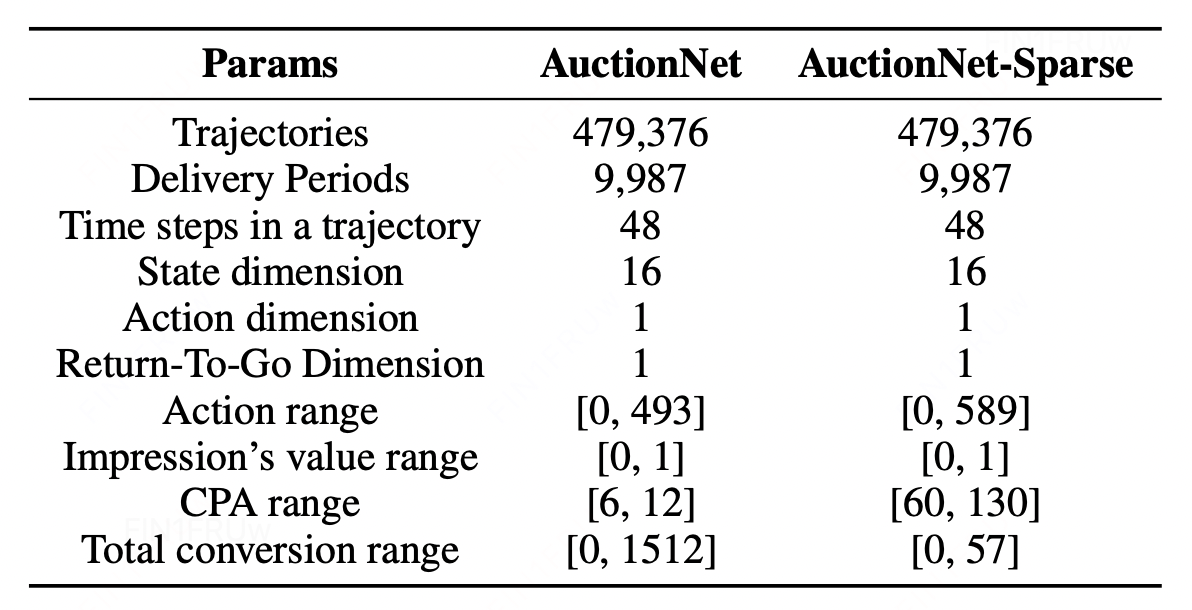 Params AuctionNet AuctionNet-Sparse
Trajectories 479,376 479,376
Delivery Periods 9,987 9,987
Time steps in a trajectory 48 48
State dimension 16 16
Action dimension 1 1
Return-To-Go Dimension 1 1
Action range [0, 493] [0, 589]
Impression’s value range [0, 1] [0, 1]
CPA range [6, 12] [60, 130]
Total conversion range [0, 1512] [0, 57]